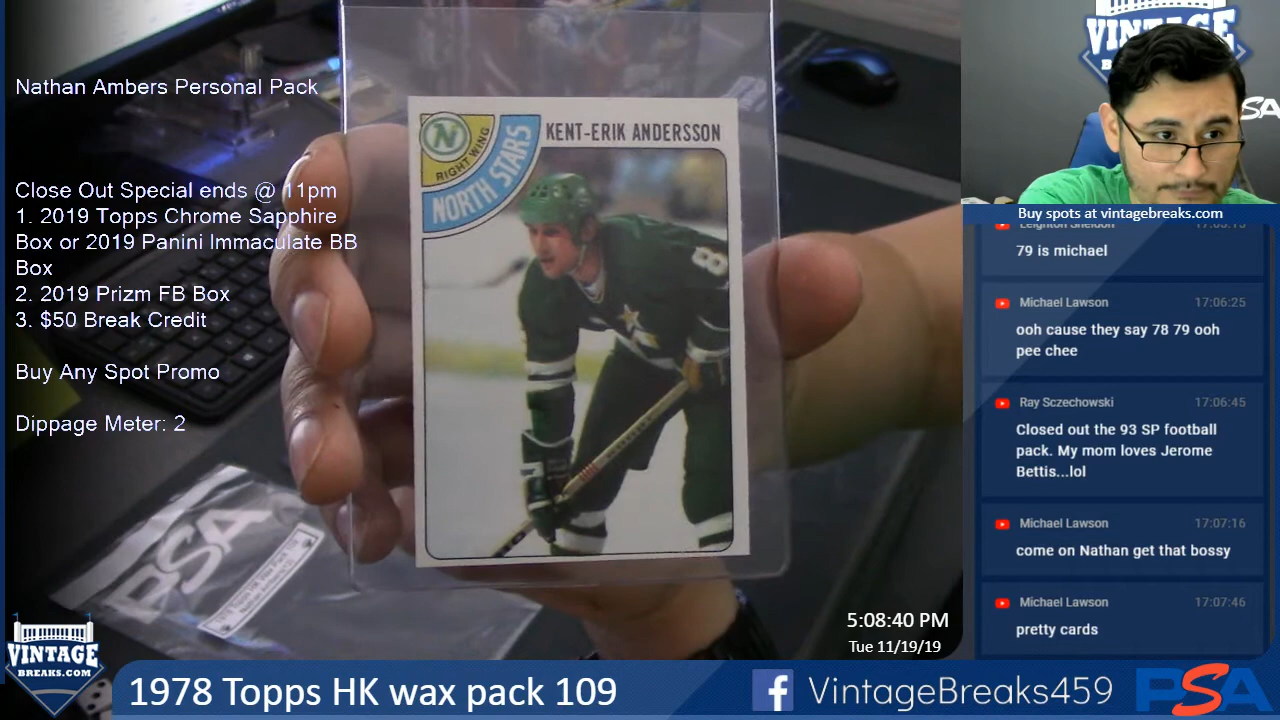 Nathan Ambers Personal Pack
Close Out Special ends @ 11pm
1. 2019 Topps Chrome Sapphire
Box or 2019 Panini Immaculate BB
Box
2. 2019 Prizm FB Box
3. $50 Break Credit
Buy Any Spot Promo
Dippage Meter: 2
N
RIGHT WING
NORTH STARS
KENT-ERIK ANDERSSON
8
PSA
VINTAGE
Buy spots at vintagebreaks.com
Leighton Sheldon 17:05:15
79 is michael
Michael Lawson 17:06:25
ooh cause they say 78 79 ooh
pee chee
Ray Sczechowski 17:06:45
Closed out the 93 SP football
pack. My mom loves Jerome
Bettis...lol
Michael Lawson 17:07:16
come on Nathan get that bossy
Michael Lawson 17:07:46
pretty cards
5:08:40 PM
Tue 11/19/19
VINTAGE
BREAKS.COM
1978 Topps HK wax pack 109
f VintageBreaks459
PSA